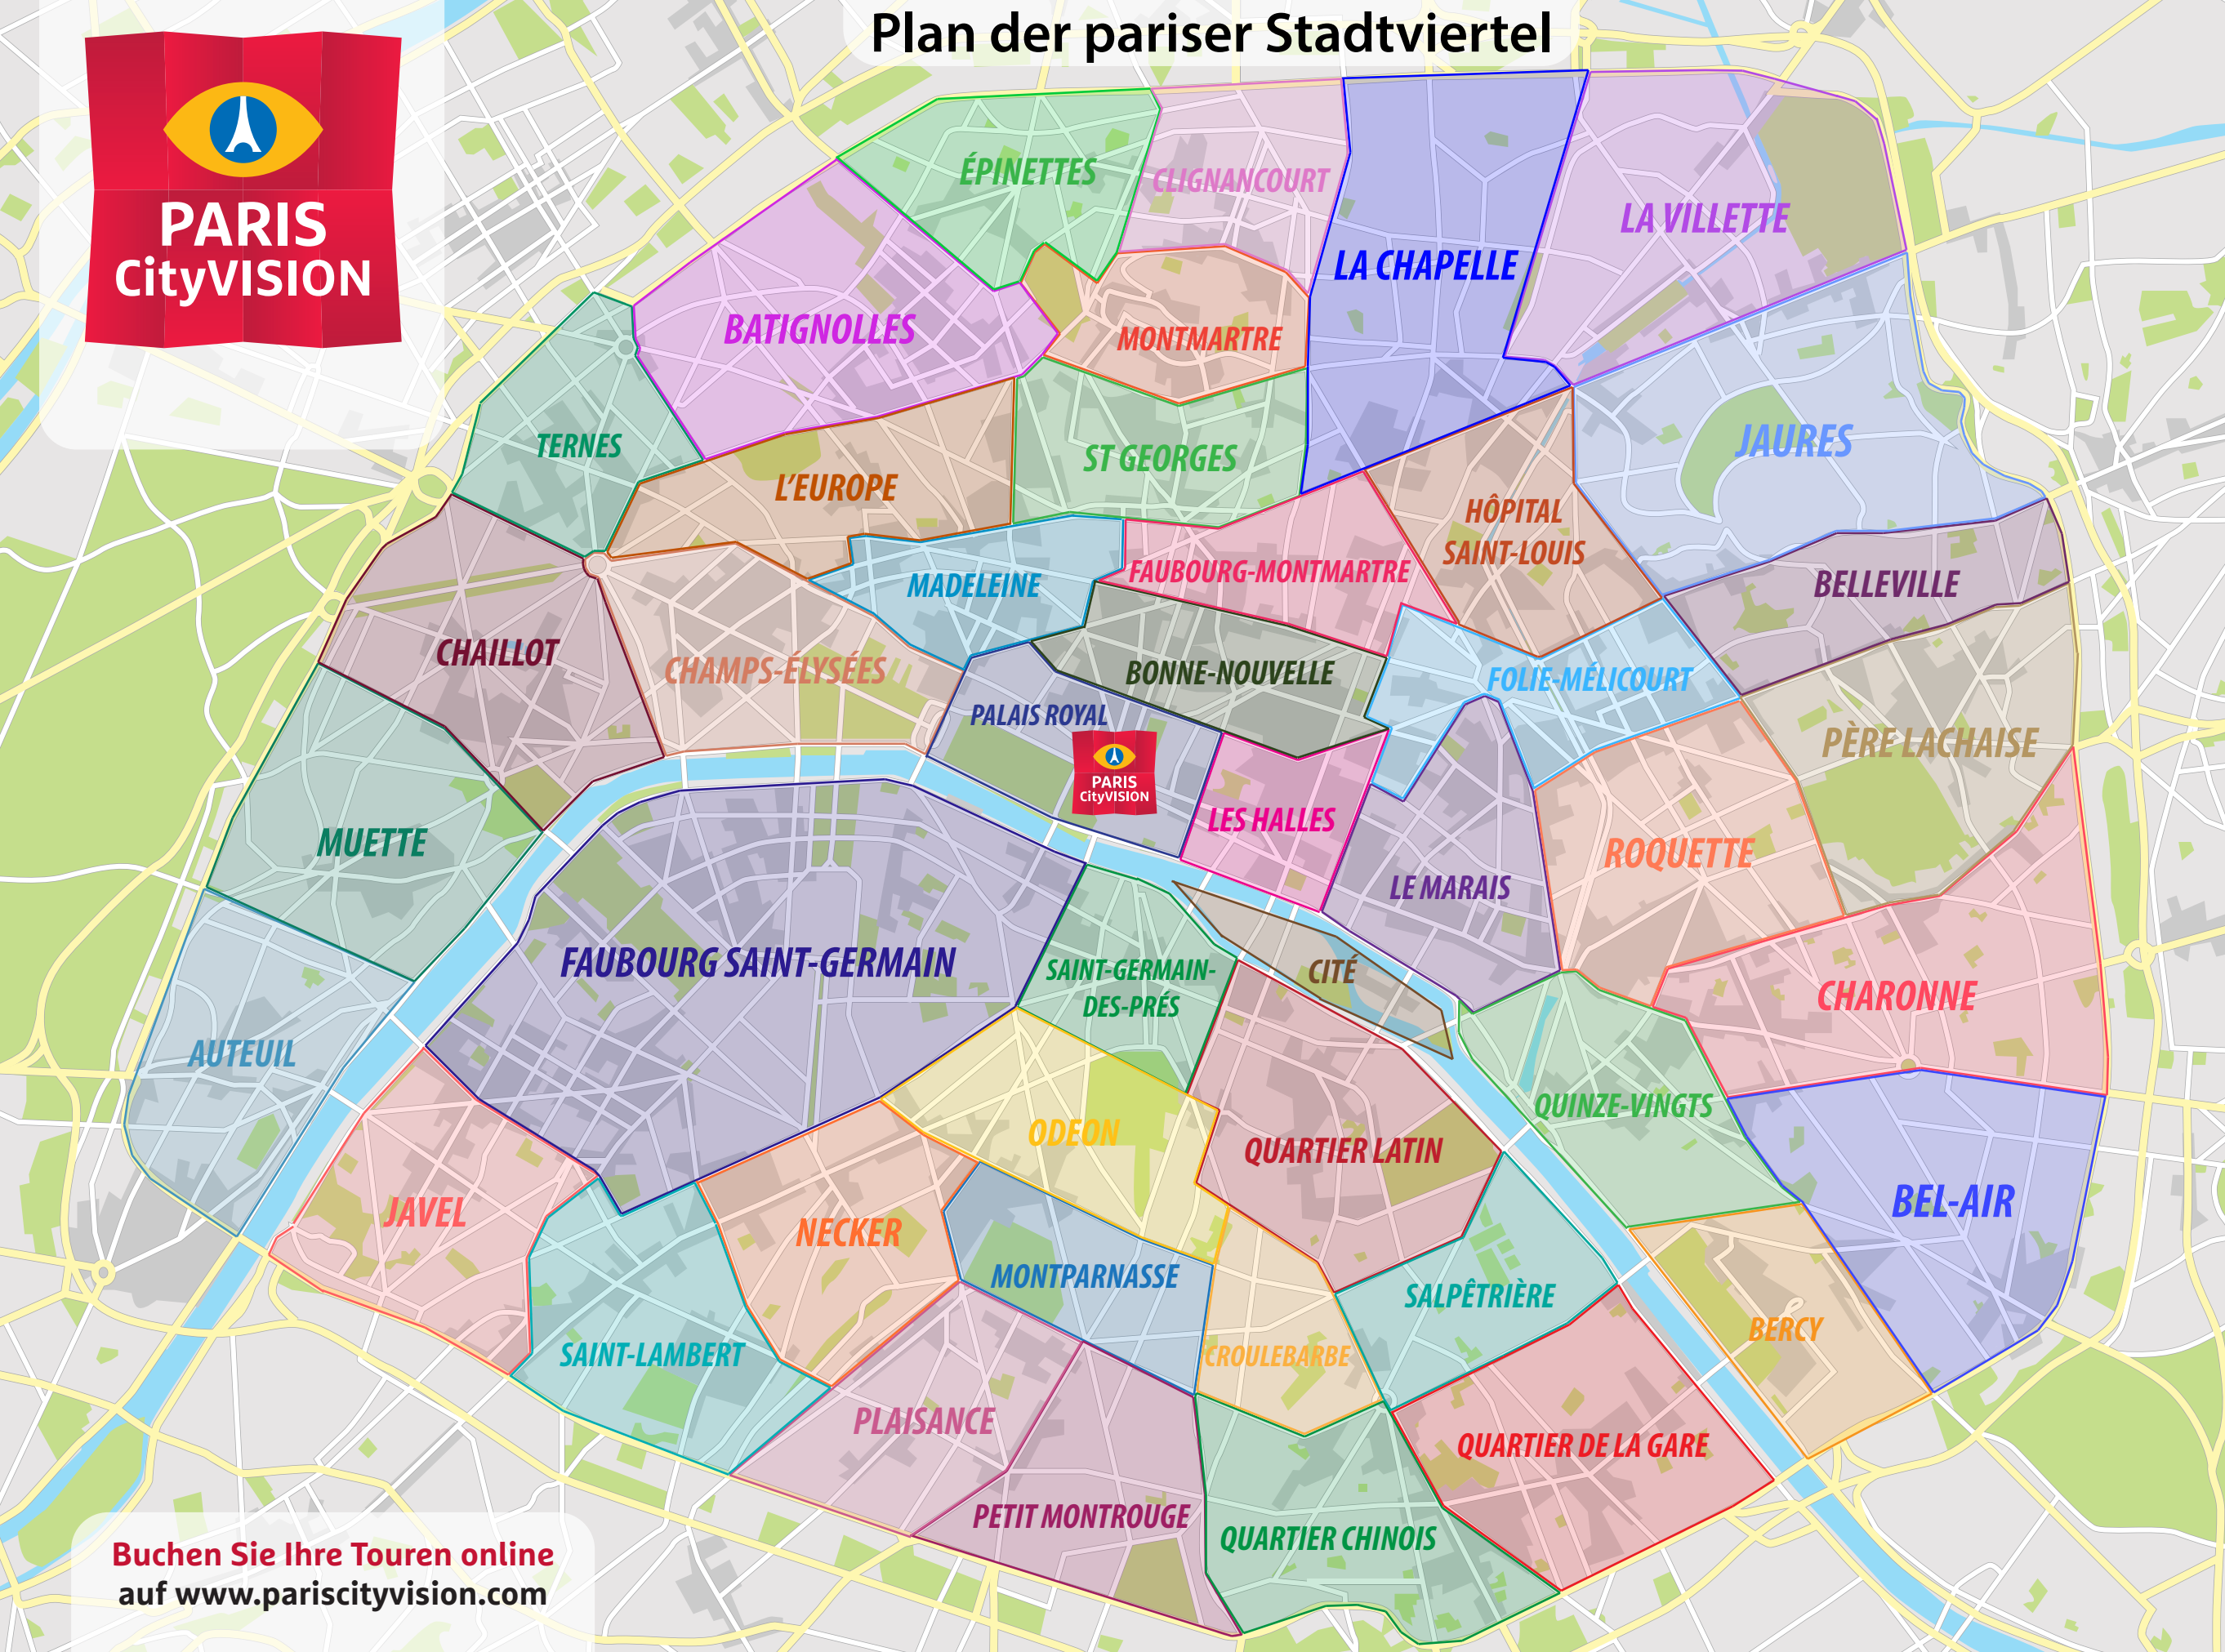 Plan der pariser Stadtviertel
PARIS
CityVISION
ÉPINETTES
CLIGNANCOURT
LA CHAPELLE
LA VILLETTE
BATIGNOLLES
MONTMARTRE
TERNES
L'EUROPE
ST GEORGES
JAURES
HÔPITAL
SAINT-LOUIS
MADELEINE
FAUBOURG-MONTMARTRE
BELLEVILLE
CHAILLOT
CHAMPS-ÉLYSÉES
BONNE-NOUVELLE
FOLIE-MÉLICOURT
PALAIS ROYAL
PARIS
CityVISION
PÈRE LACHAISE
MUETTE
LES HALLES
LE MARAIS
ROQUETTE
FAUBOURG SAINT-GERMAIN
SAINT-GERMAIN-
DES-PRÉS
CITÉ
CHARONNE
AUTEUIL
ODEON
QUARTIER LATIN
QUINZE-VINGTS
JAVEL
NECKER
MONTPARNASSE
SALPÊTRIÈRE
BEL-AIR
SAINT-LAMBERT
CROULEBARBE
BERCY
PLAISANCE
QUARTIER DE LA GARE
PETIT MONTROUGE
QUARTIER CHINOIS
Buchen Sie Ihre Touren online
auf www.pariscityvision.com